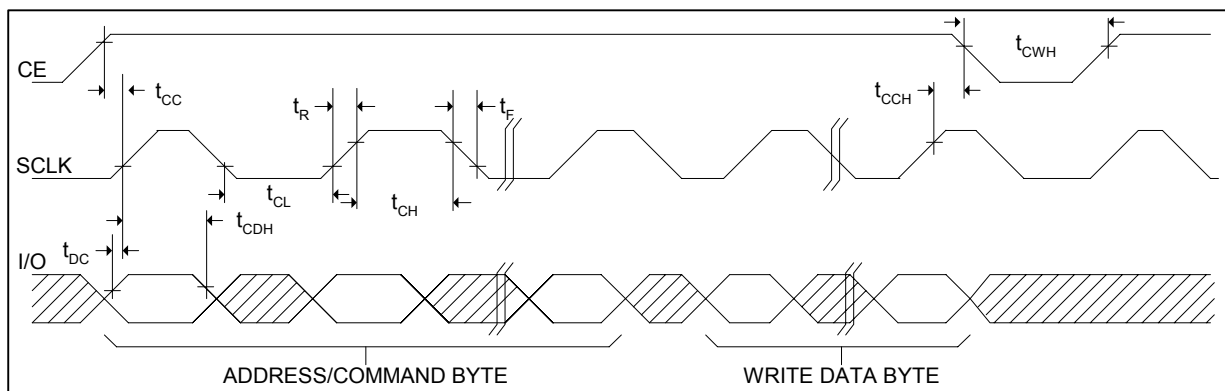 CE
t_CWH
t_CC
t_R
t_F
t_CCH
SCLK
t_CL
t_CH
t_CDH
t_DC
I/O
ADDRESS/COMMAND BYTE
WRITE DATA BYTE